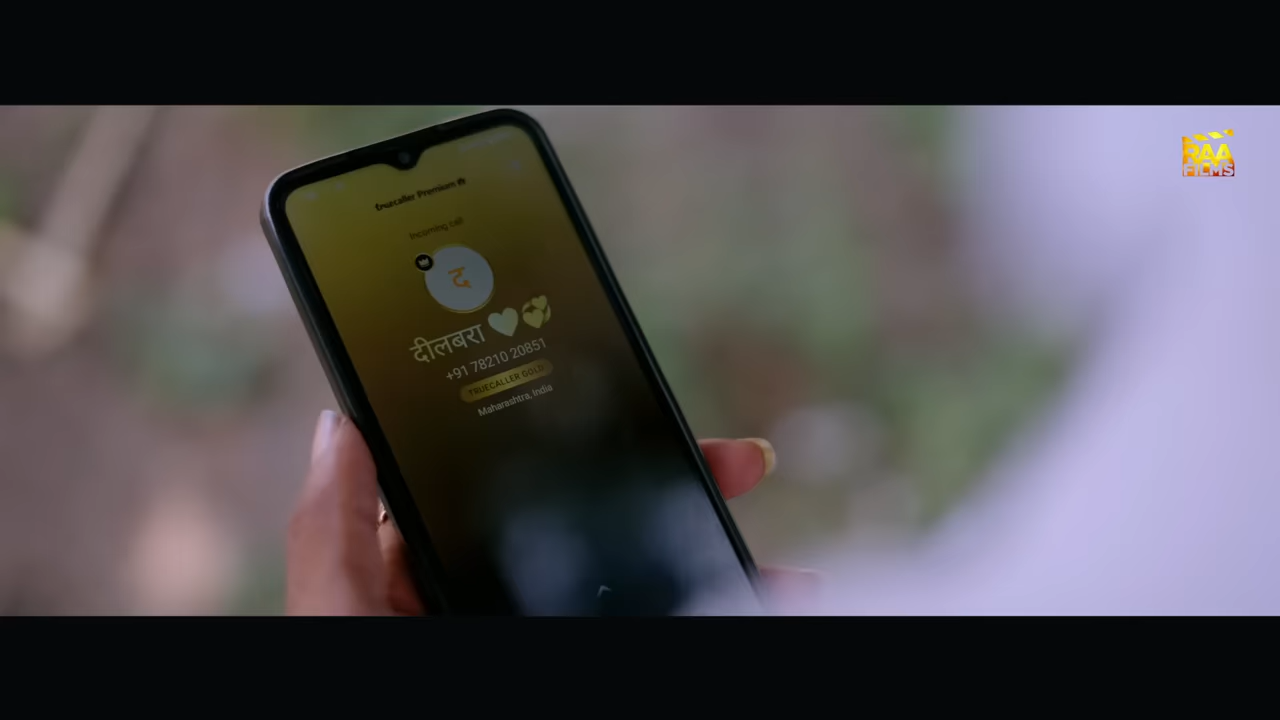 RAA
FILMS
truecaller Premium
Incoming call
द
दीलबरा
+91 78210 20851
TRUECALLER GOLD
Maharashtra, India